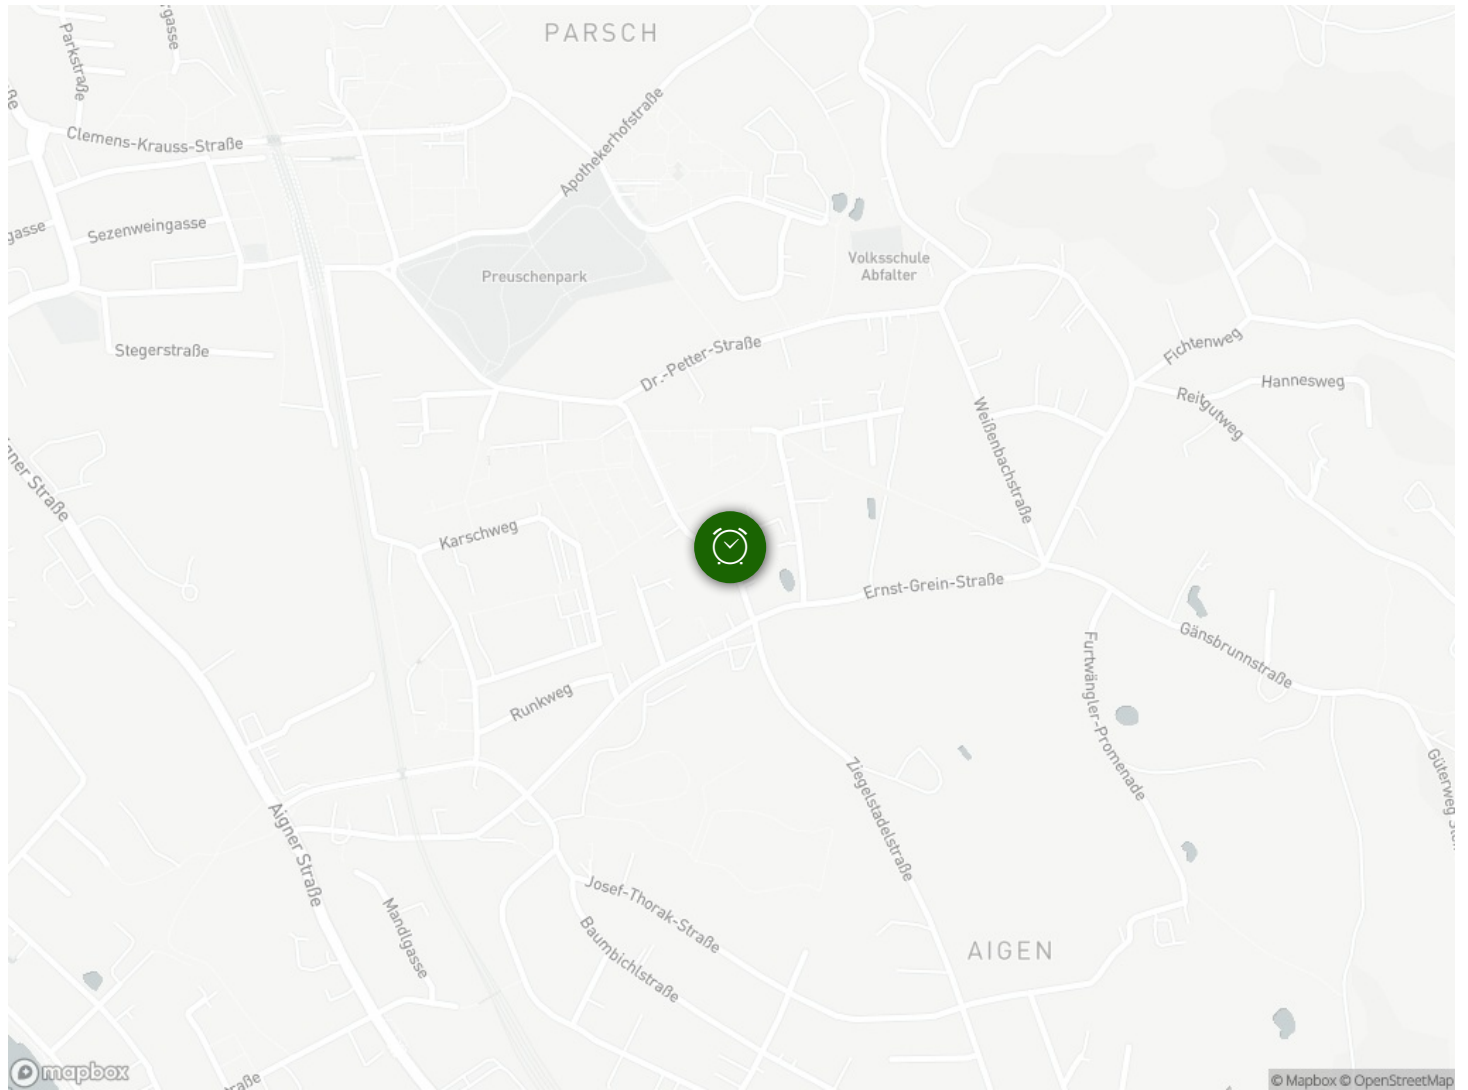 PARSCH
Parkstraße
Clemens-Krauss-Straße
Apothekerhofstraße
Sezenweingasse
Preuschenpark
Volksschule
Abfalter
Stegerstraße
Dr.-Petter-Straße
Fichtenweg
Hannesweg
Reitgutweg
Weißenbachstraße
Karschweg
Ernst-Grein-Straße
Gänsbrunnstraße
Furtwängler-Promenade
Runkweg
Ziegelstadelstraße
Aigner Straße
Josef-Thorak-Straße
Mandlgasse
Baumbichlstraße
AIGEN
mapbox
© Mapbox © OpenStreetMap